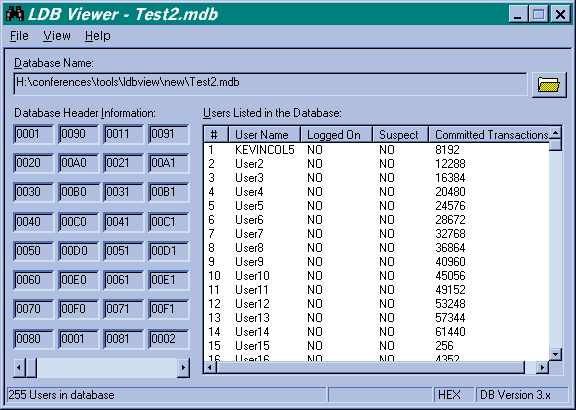 LDB Viewer - Test2.mdb
File View Help
Database Name:
H:\conferences\tools\ldbview\new\Test2.mdb
Database Header Information:
0001 0090 0011 0091
0020 00A0 0021 00A1
0030 00B0 0031 00B1
0040 00C0 0041 00C1
0050 00D0 0051 00D1
0060 00E0 0061 00E1
0070 00F0 0071 00F1
0080 0001 0081 0002
Users Listed in the Database:
# User Name Logged On Suspect Committed Transactions
1 KEVINCOL5 NO NO 8192
2 User2 NO NO 12288
3 User3 NO NO 16384
4 User4 NO NO 20480
5 User5 NO NO 24576
6 User6 NO NO 28672
7 User7 NO NO 32768
8 User8 NO NO 36864
9 User9 NO NO 40960
10 User10 NO NO 45056
11 User11 NO NO 49152
12 User12 NO NO 53248
13 User13 NO NO 57344
14 User14 NO NO 61440
15 User15 NO NO 256
16 User16 NO NO 4352
255 Users in database HEX DB Version 3.x